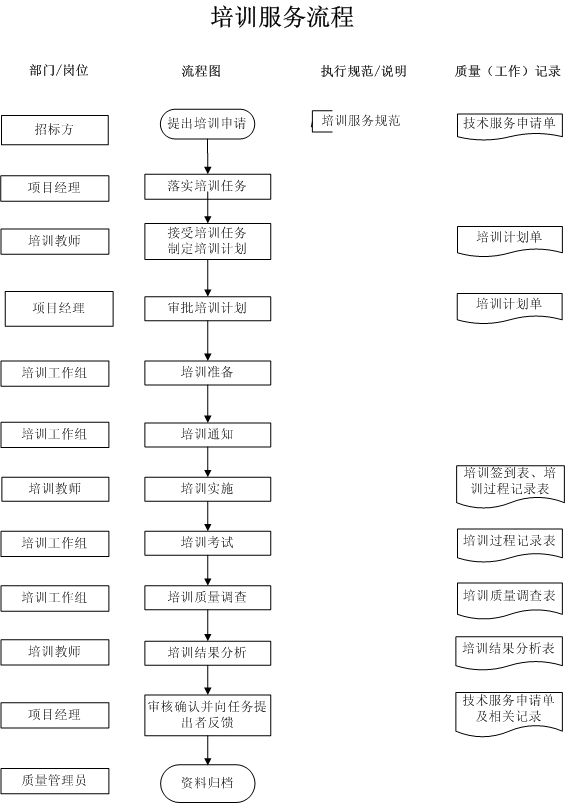 培训服务流程
部门/岗位 流程图 执行规范/说明 质量（工作）记录
招标方 提出培训申请 培训服务规范 技术服务申请单
项目经理 落实培训任务
培训教师 接受培训任务 培训计划单
制定培训计划
项目经理 审批培训计划 培训计划单
培训工作组 培训准备
培训工作组 培训通知
培训教师 培训实施 培训签到表、培
训过程记录表
培训工作组 培训考试 培训过程记录表
培训工作组 培训质量调查 培训质量调查表
培训教师 培训结果分析 培训结果分析表
项目经理 审核确认并向任务提 技术服务申请单
出者反馈 及相关记录
质量管理员 资料归档